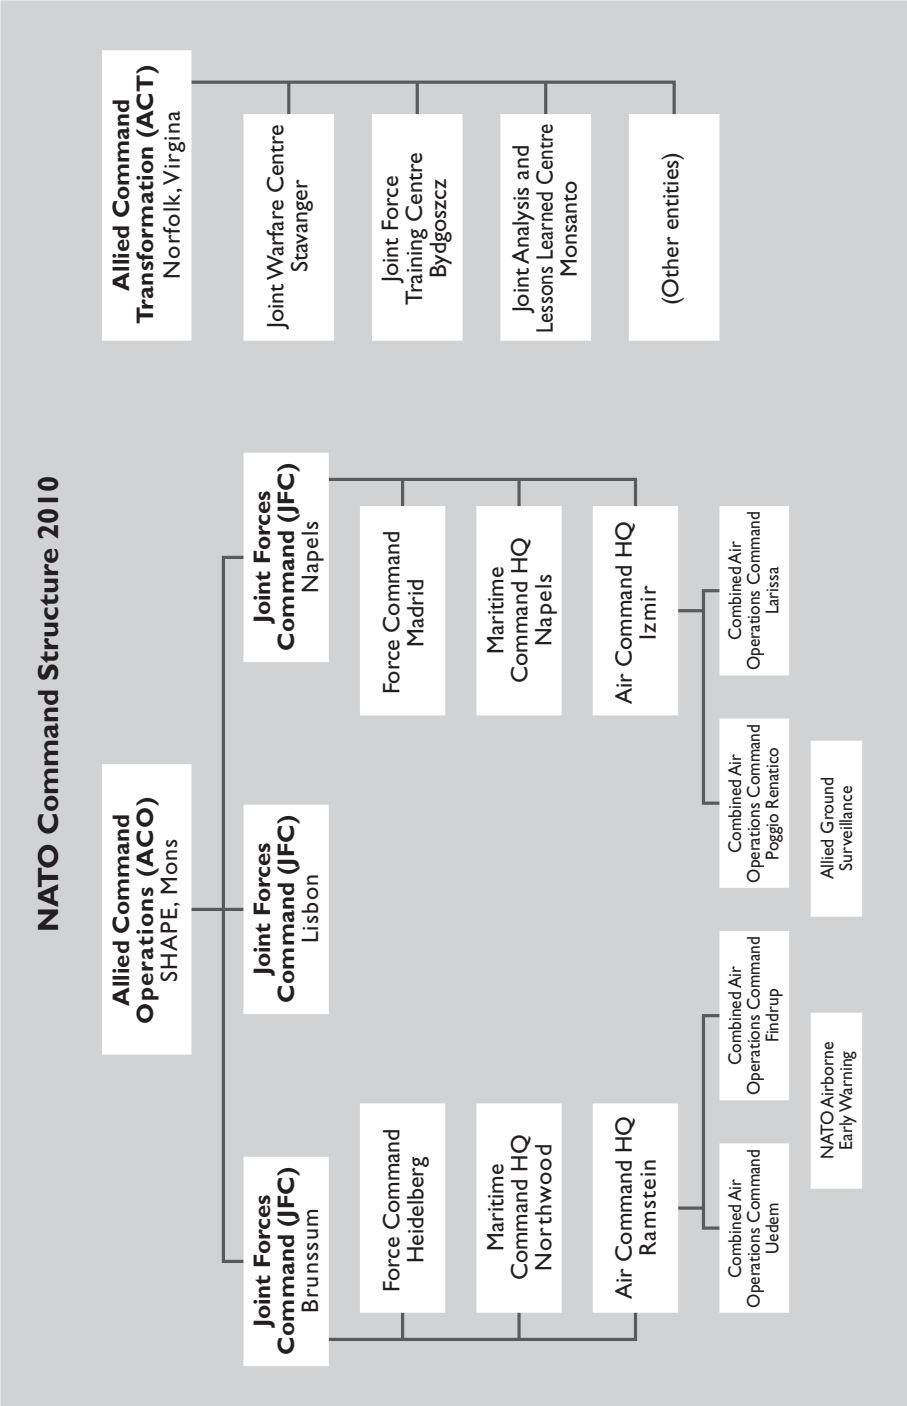 NATO Command Structure 2010
Allied Command
Operations (ACO)
SHAPE, Mons
Allied Command
Transformation (ACT)
Norfolk, Virgina
Joint Forces
Command (JFC)
Brunssum
Joint Forces
Command (JFC)
Lisbon
Joint Forces
Command (JFC)
Napels
Force Command
Heidelberg
Maritime
Command HQ
Northwood
Air Command HQ
Ramstein
Combined Air
Operations Command
Uedem
Combined Air
Operations Command
Findrup
Force Command
Madrid
Maritime
Command HQ
Napels
Air Command HQ
Izmir
Combined Air
Operations Command
Poggio Renatico
Combined Air
Operations Command
Larissa
NATO Airborne
Early Warning
Allied Ground
Surveillance
Joint Warfare Centre
Stavanger
Joint Force
Training Centre
Bydgoszcz
Joint Analysis and
Lessons Learned Centre
Monsanto
(Other entities)